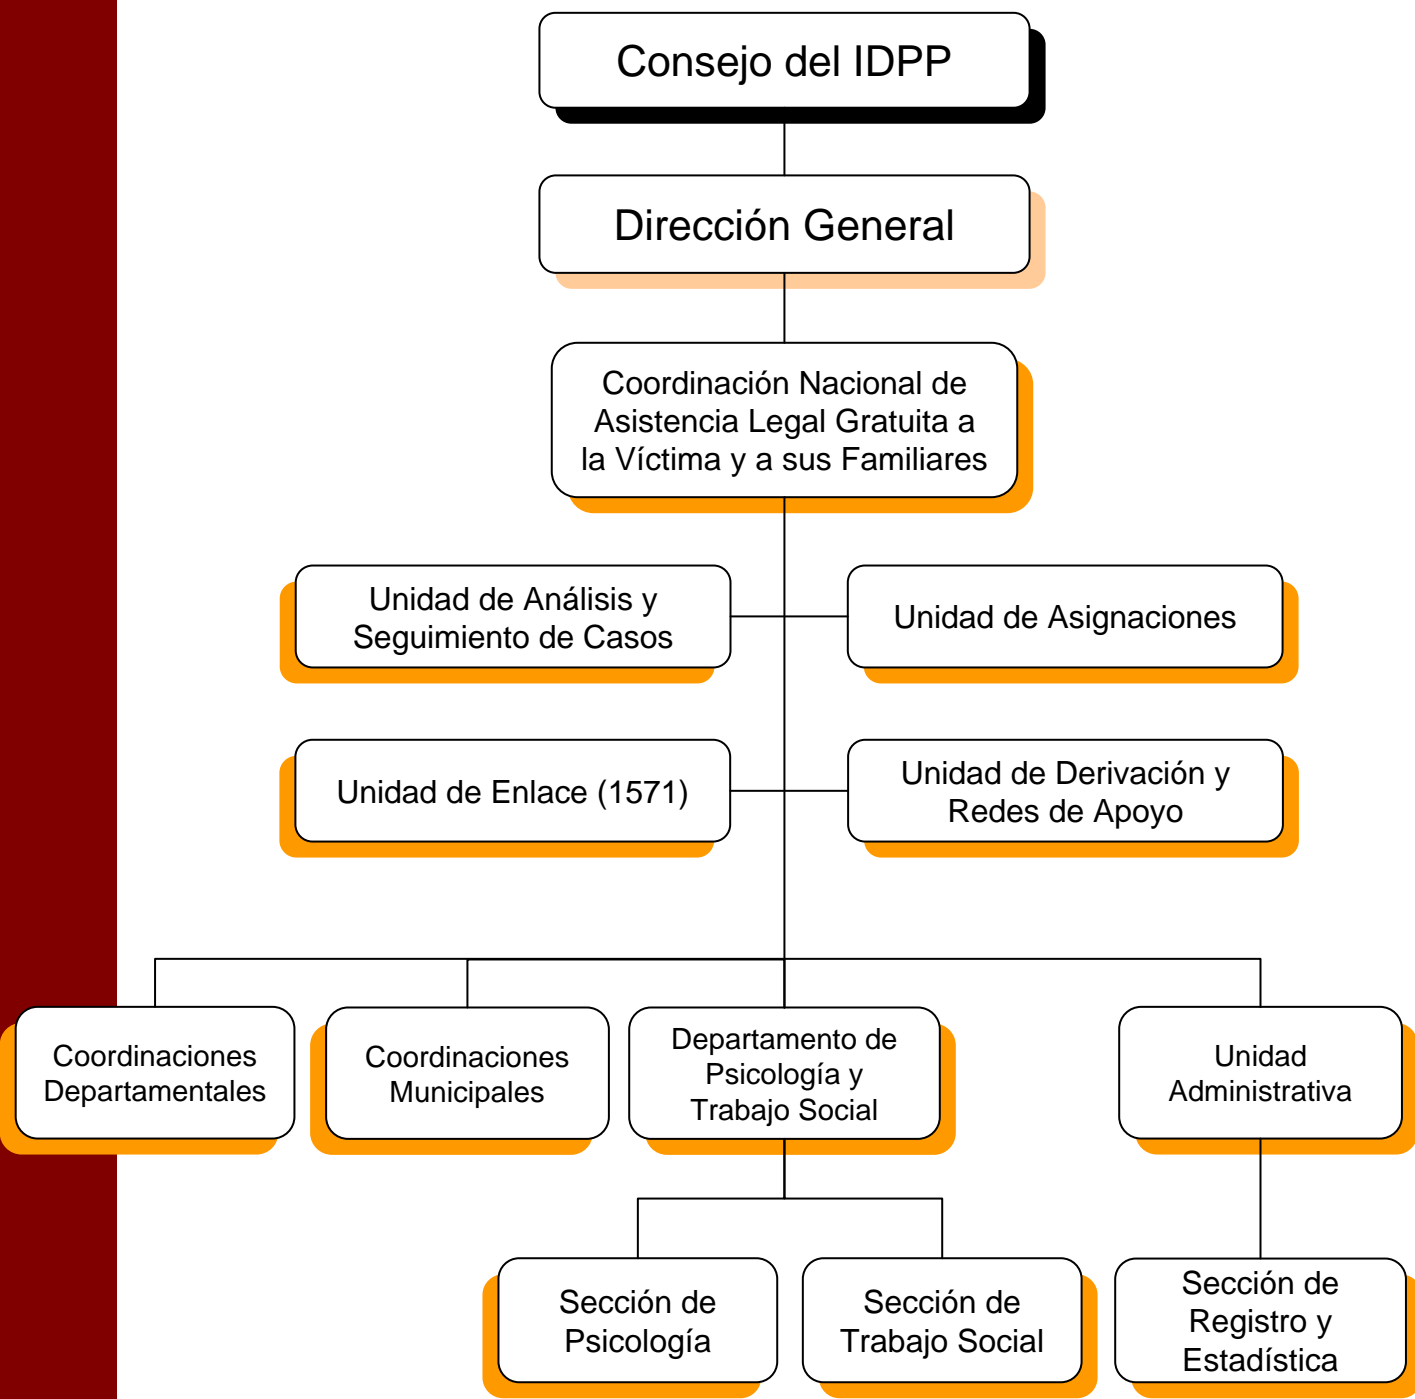 Consejo del IDPP
Dirección General
Coordinación Nacional de
Asistencia Legal Gratuita a
la Víctima y a sus Familiares
Unidad de Análisis y
Seguimiento de Casos
Unidad de Asignaciones
Unidad de Enlace (1571)
Unidad de Derivación y
Redes de Apoyo
Coordinaciones
Departamentales
Coordinaciones
Municipales
Departamento de
Psicología y
Trabajo Social
Unidad
Administrativa
Sección de
Psicología
Sección de
Trabajo Social
Sección de
Registro y
Estadística